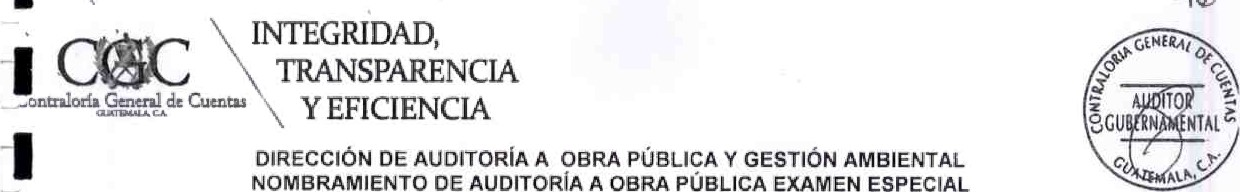 CGC
Contraloría General de Cuentas
GUATEMALA, C.A.
INTEGRIDAD,
TRANSPARENCIA
Y EFICIENCIA
CONTRALORIA GENERAL DE CUENTAS
AUDITOR
GUBERNAMENTAL
GUATEMALA, C.A.
DIRECCIÓN DE AUDITORÍA A OBRA PÚBLICA Y GESTIÓN AMBIENTAL
NOMBRAMIENTO DE AUDITORÍA A OBRA PÚBLICA EXAMEN ESPECIAL